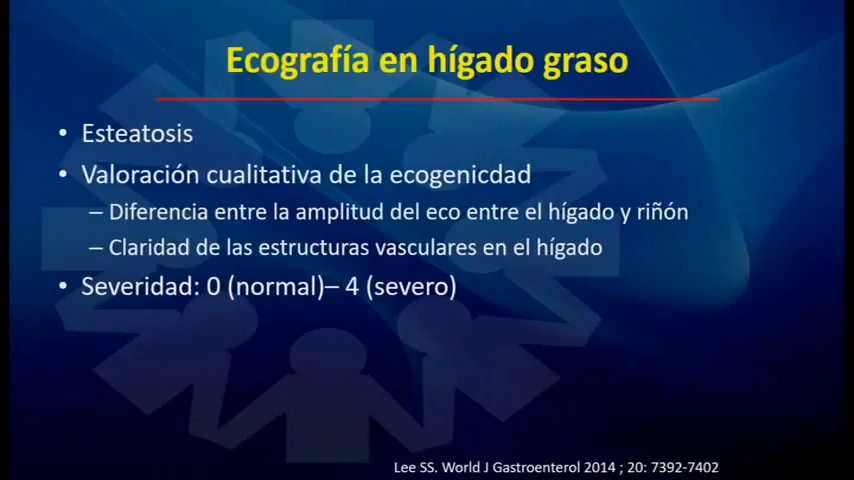 Ecografía en hígado graso
• Esteatosis
• Valoración cualitativa de la ecogenicdad
– Diferencia entre la amplitud del eco entre el hígado y riñón
– Claridad de las estructuras vasculares en el hígado
• Severidad: 0 (normal)– 4 (severo)
Lee SS. World J Gastroenterol 2014 ; 20: 7392-7402